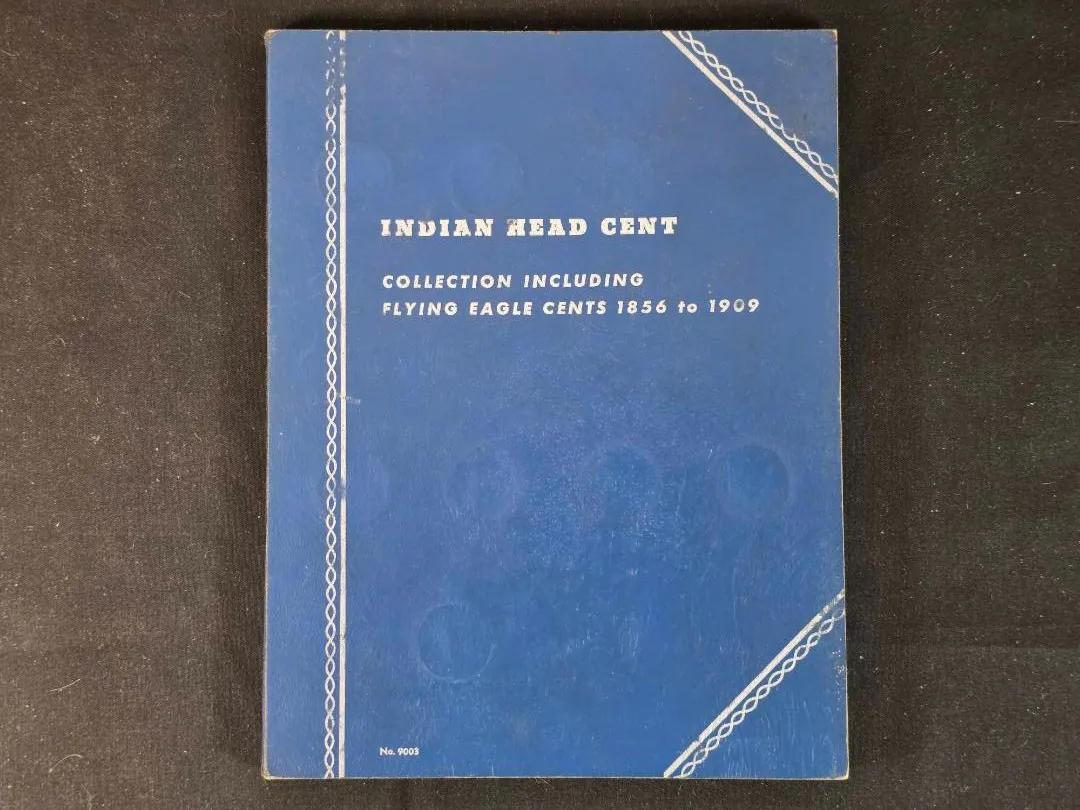 INDIAN HEAD CENT
COLLECTION INCLUDING
FLYING EAGLE CENTS 1856 to 1909
No. 9003